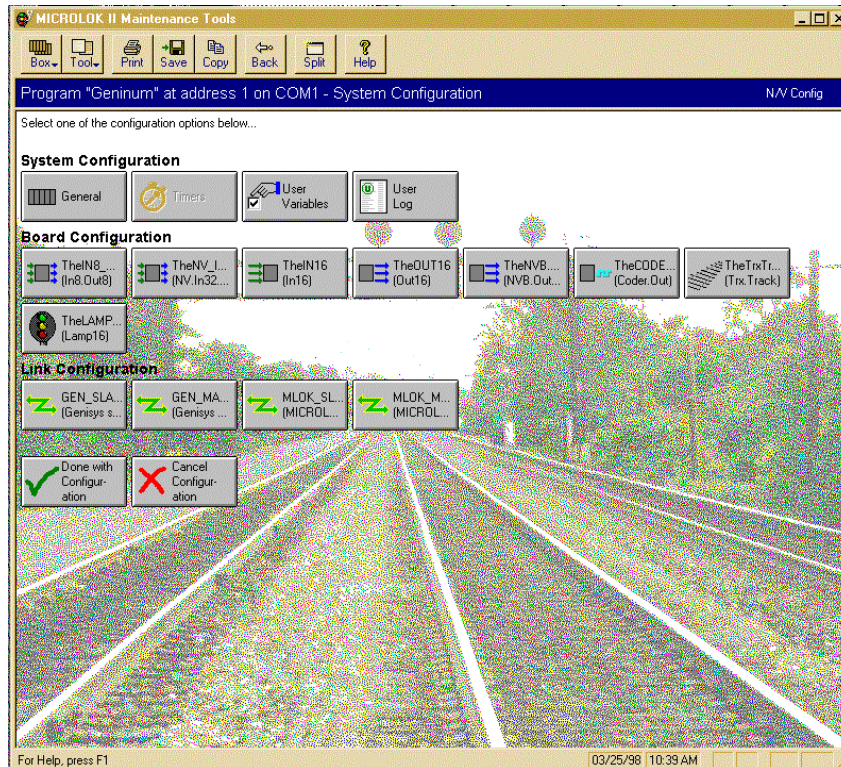 MICROLOK II Maintenance Tools
Box Tool Print Save Copy Back Split Help
Program "Geninum" at address 1 on COM1 - System Configuration N/V Config
Select one of the configuration options below...
System Configuration
General
Timers
User
Variables
User
Log
Board Configuration
TheIN8_...
(In8.Out8)
TheNV_I...
(NV.In32....
TheIN16
(In16)
TheOUT16
(Out16)
TheNVB....
(NVB.Out...
TheCODE...
(Coder.Out)
TheTrxTr...
(Trx.Track)
TheLAMP...
(Lamp16)
Link Configuration
GEN_SLA...
(Genisys s...
GEN_MA...
(Genisys ...
MLOK_SL...
(MICROL...
MLOK_M...
(MICROL...
Done with
Configur-
ation
Cancel
Configur-
ation
For Help, press F1 03/25/98 10:39 AM